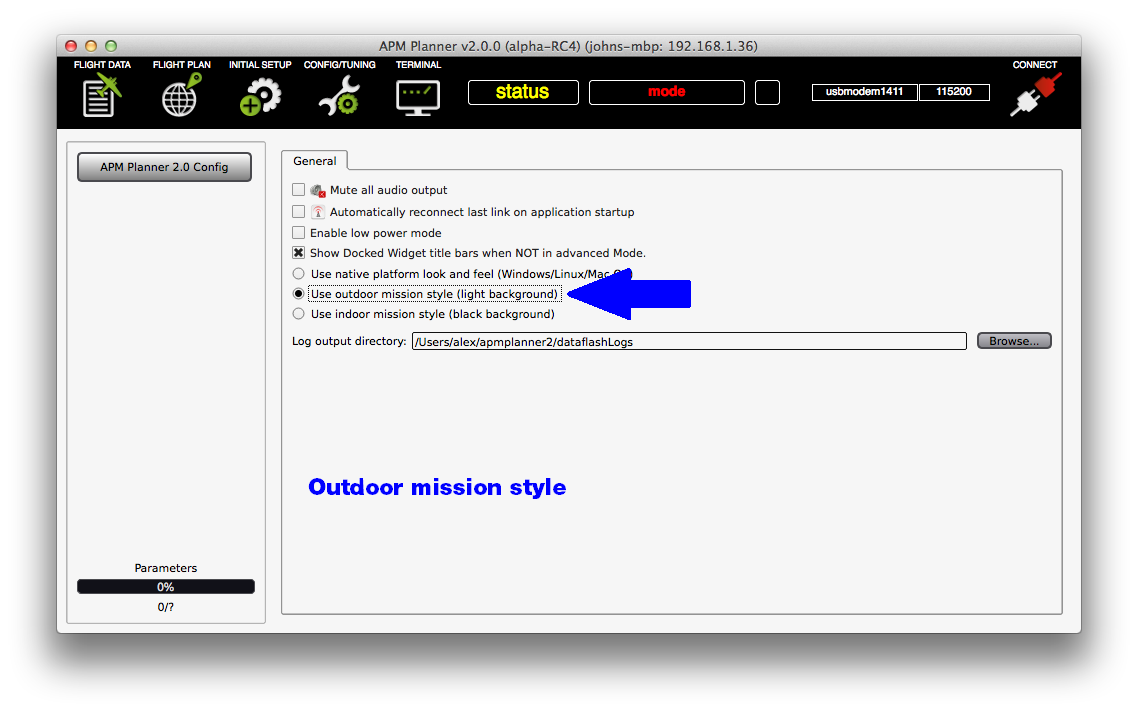 APM Planner v2.0.0 (alpha-RC4) (johns-mbp: 192.168.1.36)
FLIGHT DATA FLIGHT PLAN INITIAL SETUP CONFIG/TUNING TERMINAL CONNECT
status mode usbmodem1411 115200
APM Planner 2.0 Config
General
Mute all audio output
Automatically reconnect last link on application startup
Enable low power mode
Show Docked Widget title bars when NOT in advanced Mode.
Use native platform look and feel (Windows/Linux/Mac
Use outdoor mission style (light background)
Use indoor mission style (black background)
Log output directory: /Users/alex/apmplanner2/dataflashLogs Browse...
Outdoor mission style
Parameters
0%
0/?